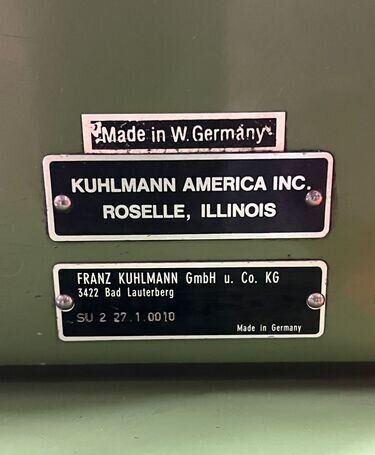 Made in W. Germany
KUHLMANN AMERICA INC.
ROSELLE, ILLINOIS
FRANZ KUHLMANN GmbH u. Co. KG
3422 Bad Lauterberg
SU 2 27.1.0010
Made in Germany